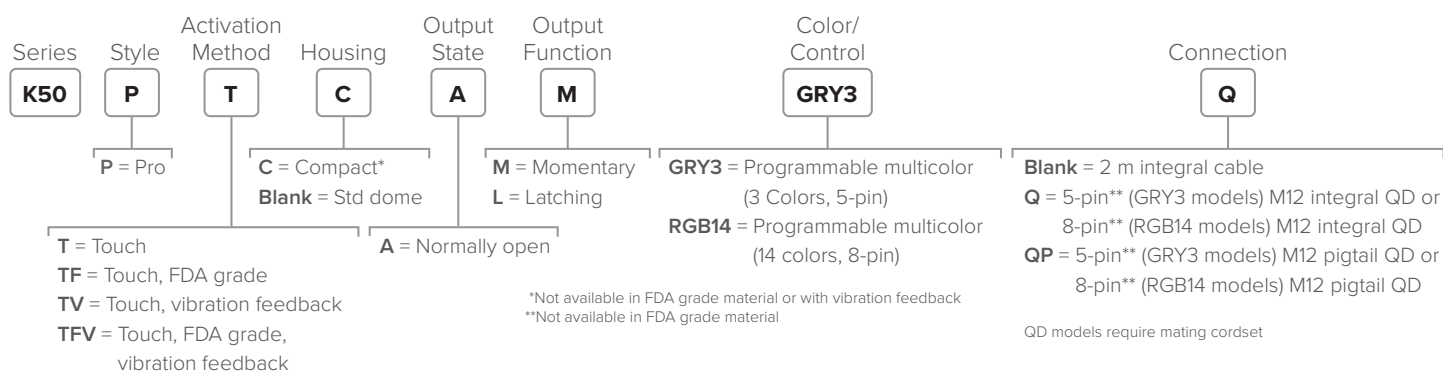 Series
Style
Activation
Method
Housing
Output
State
Output
Function
Color/
Control
Connection
K50
P
T
C
A
M
GRY3
Q
P = Pro
C = Compact*
Blank = Std dome
M = Momentary
L = Latching
GRY3 = Programmable multicolor
(3 Colors, 5-pin)
RGB14 = Programmable multicolor
(14 colors, 8-pin)
Blank = 2 m integral cable
Q = 5-pin** (GRY3 models) M12 integral QD or
8-pin** (RGB14 models) M12 integral QD
QP = 5-pin** (GRY3 models) M12 pigtail QD or
8-pin** (RGB14 models) M12 pigtail QD
T = Touch
TF = Touch, FDA grade
TV = Touch, vibration feedback
TFV = Touch, FDA grade,
vibration feedback
A = Normally open
*Not available in FDA grade material or with vibration feedback
**Not available in FDA grade material
QD models require mating cordset